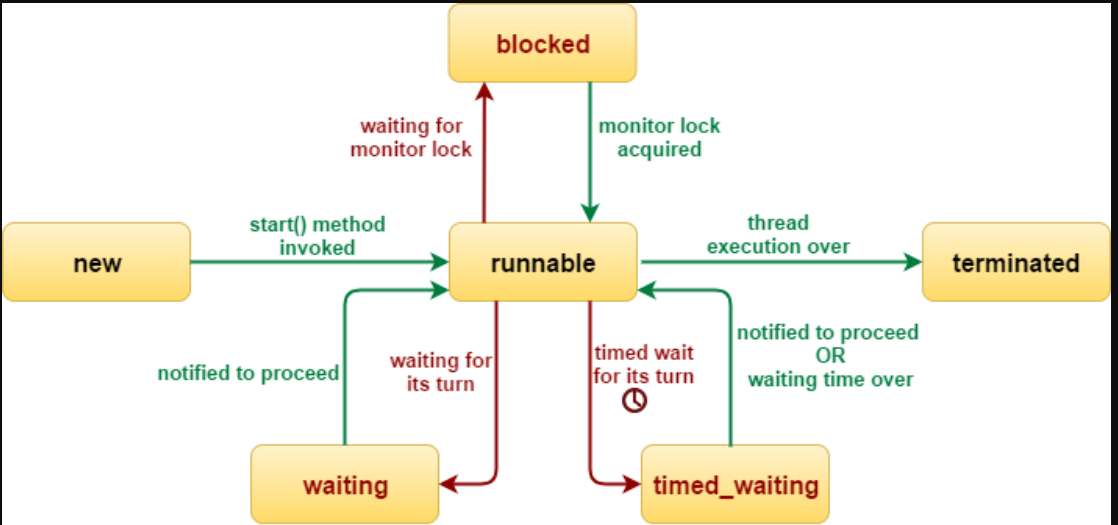 blocked
waiting for
monitor lock
monitor lock
acquired
start() method
invoked
thread
execution over
new
runnable
terminated
notified to proceed
waiting for
its turn
timed wait
for its turn
notified to proceed
OR
waiting time over
waiting
timed_waiting